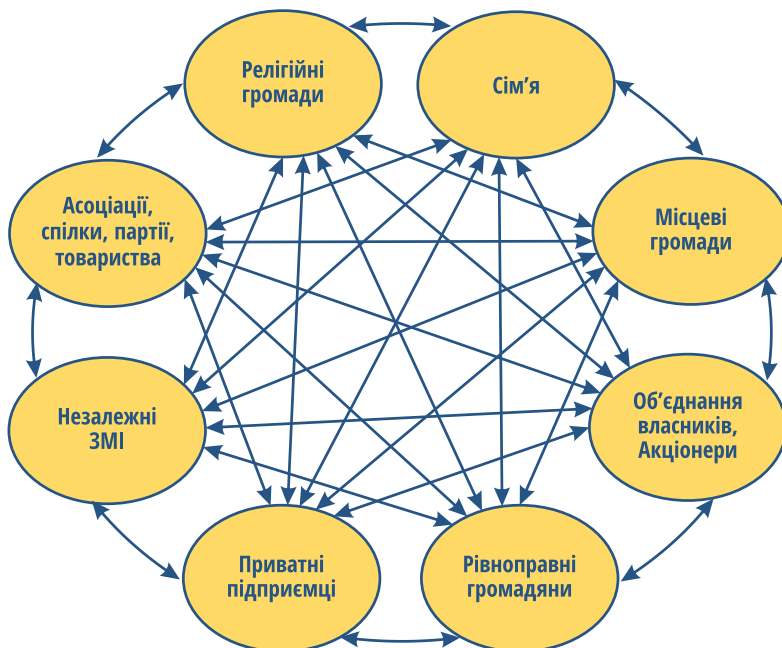 Релігійні
громади
Сім’я
Асоціації,
спілки, партії,
товариства
Місцеві
громади
Незалежні
ЗМІ
Об’єднання
власників,
Акціонери
Приватні
підприємці
Рівноправні
громадяни